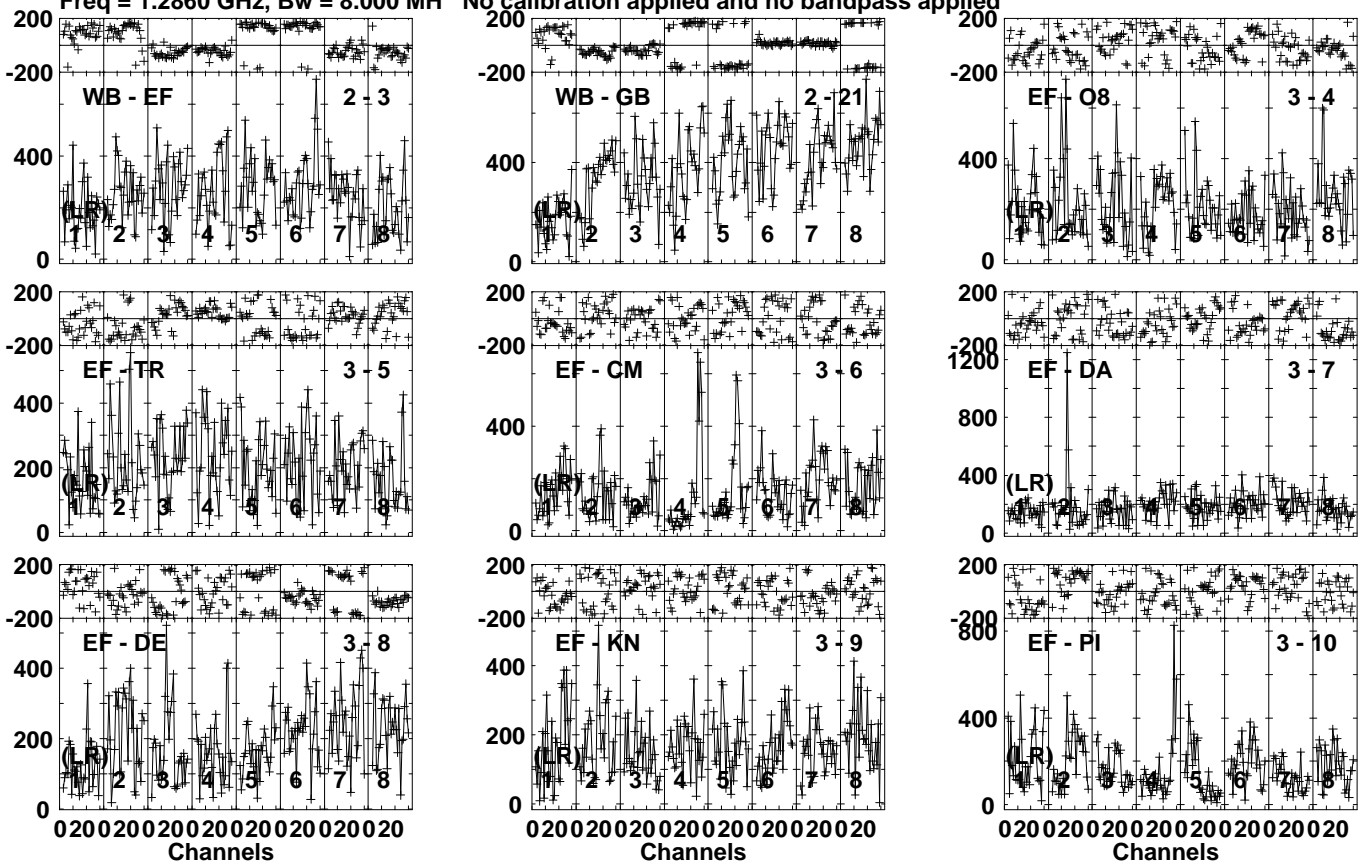 Freq = 1.2860 GHz, Bw = 8.000 MH No calibration applied and no bandpass applied
200
-200
WB - EF 2 - 3
400
(LR)
1 2 3 4 5 6 7 8
0
200
-200
WB - GB 2 - 21
400
(LR)
1 2 3 4 5 6 7 8
0
200
-200
EF - O8 3 - 4
400
(LR)
1 2 3 4 5 6 7 8
0
200
-200
EF - TR 3 - 5
400
200
(LR)
1 2 3 4 5 6 7 8
0
200
-200
EF - CM 3 - 6
400
(LR)
1 2 3 4 5 6 7 8
0
200
-200
1200
EF - DA 3 - 7
800
400
(LR)
1 2 3 4 5 6 7 8
0
200
-200
EF - DE 3 - 8
400
200
(LR)
1 2 3 4 5 6 7 8
0
200
-200
EF - KN 3 - 9
400
200
(LR)
1 2 3 4 5 6 7 8
0
200
-200
800
EF - PI 3 - 10
400
(LR)
1 2 3 4 5 6 7 8
0
0 20 0 20 0 20 0 20 0 20 0 20 0 20 0 20
Channels
0 20 0 20 0 20 0 20 0 20 0 20 0 20 0 20
Channels
0 20 0 20 0 20 0 20 0 20 0 20 0 20 0 20
Channels